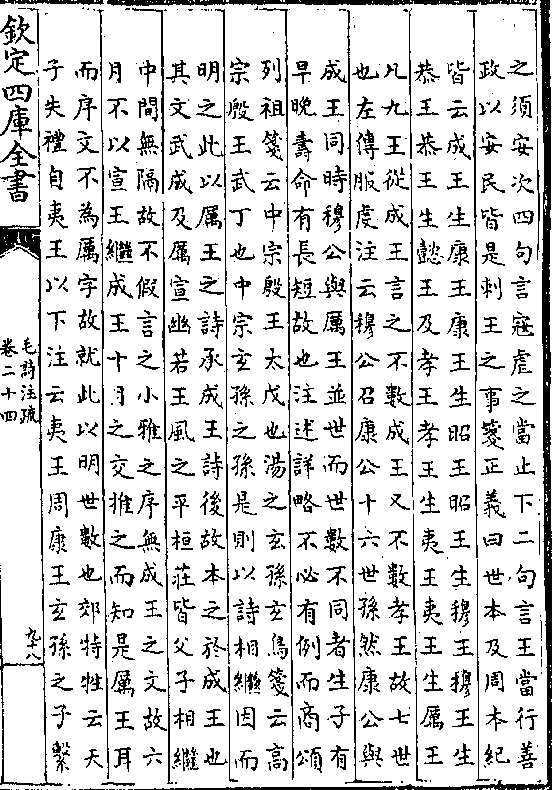 之須安次四句言寇虐之當止下二句言王當行善
政以安民皆是刺王之事箋正義曰世本及周本紀
皆云成王生康王康王生昭王昭王生穆王穆王生
恭王恭王生懿王及孝王孝王生夷王夷王生厲王
凡九王從成王言之不數成王又不數孝王故七世
也左傳服虔注云穆公召康公十六世孫然康公與
成王同時穆公與厲王並世而世數不同者生子有
早晚壽命有長短故也注述詳略不必有例而商頌
列祖箋云中宗殷王太戊也湯之玄孫玄鳥箋云高
宗殷王武丁也中宗玄孫之孫是則以詩相繼因而
明之此以厲王之詩承成王詩後故本之於成王也
其文武成及厲宣幽若王風之平桓莊皆父子相繼
中間無隔故不假言之小雅之序無成王之文故六
月不以宣王繼成王十月之交推之而知是厲王耳
而序文不為厲字故就此以明世數也郊特牲云天
子失禮自夷王以下注云夷王周康王玄孫之子繫
欽定四庫全書
毛詩注疏
卷二十四
九十八